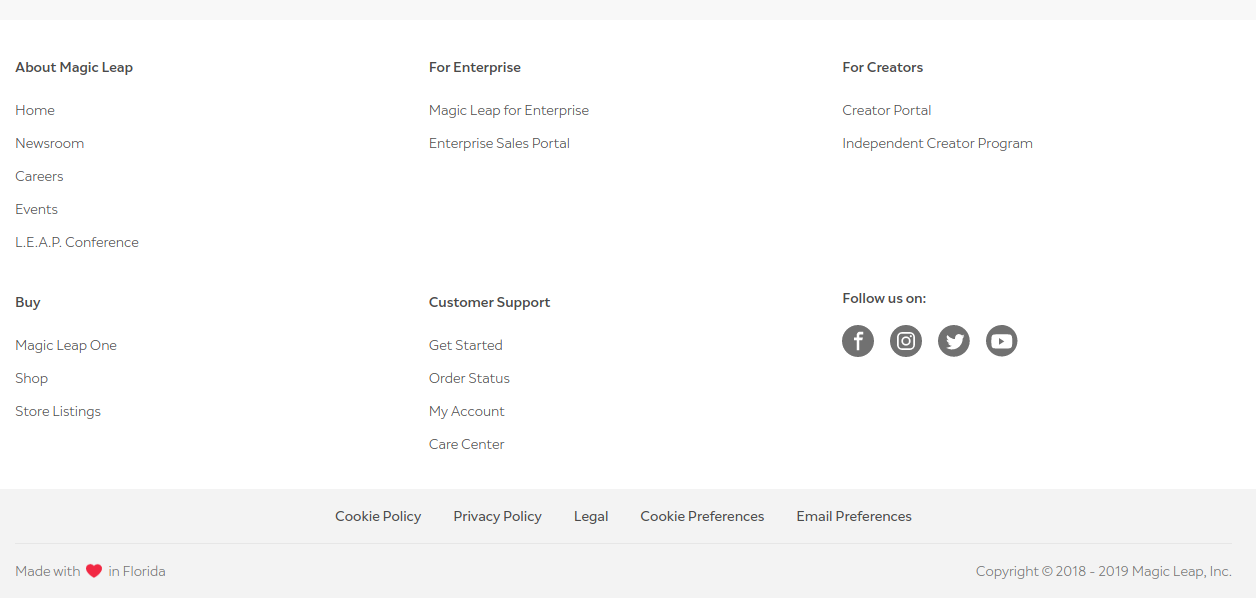 About Magic Leap
Home
Newsroom
Careers
Events
L.E.A.P. Conference
For Enterprise
Magic Leap for Enterprise
Enterprise Sales Portal
For Creators
Creator Portal
Independent Creator Program
Buy
Magic Leap One
Shop
Store Listings
Customer Support
Get Started
Order Status
My Account
Care Center
Follow us on:
Cookie Policy Privacy Policy Legal Cookie Preferences Email Preferences
Made with ❤ in Florida
Copyright © 2018 - 2019 Magic Leap, Inc.